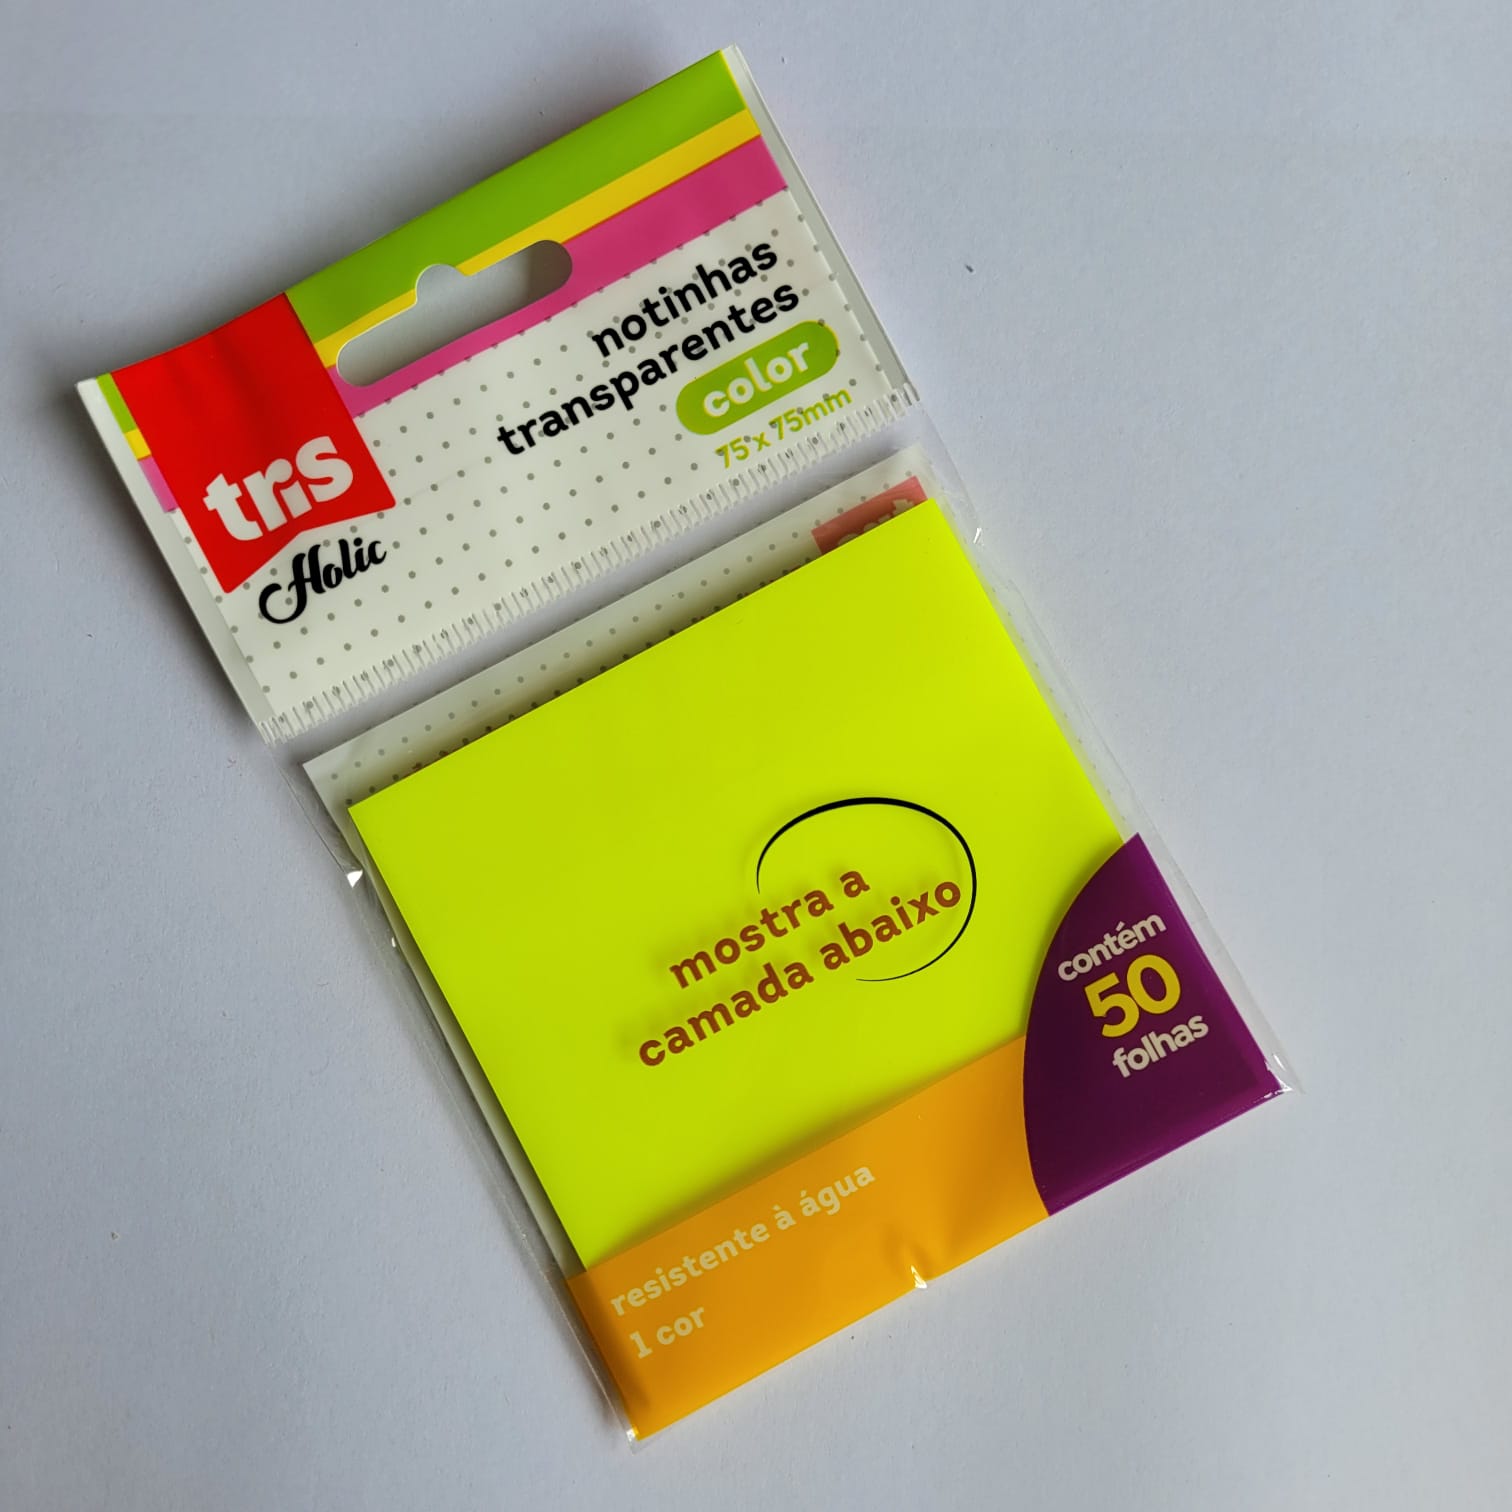 tris
Holic
notinhas
transparentes
color
75 x 75mm
mostra a
camada abaixo
contém
50
folhas
resistente à água
1 cor